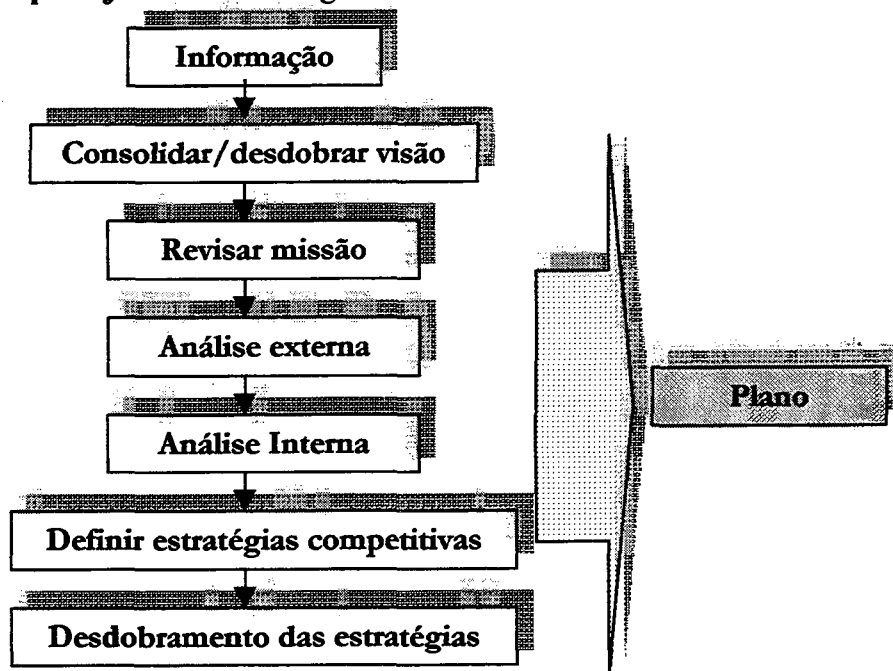 Informação
Consolidar/desdobrar visão
Revisar missão
Análise externa
Análise Interna
Definir estratégias competitivas
Desdobramento das estratégias
Plano